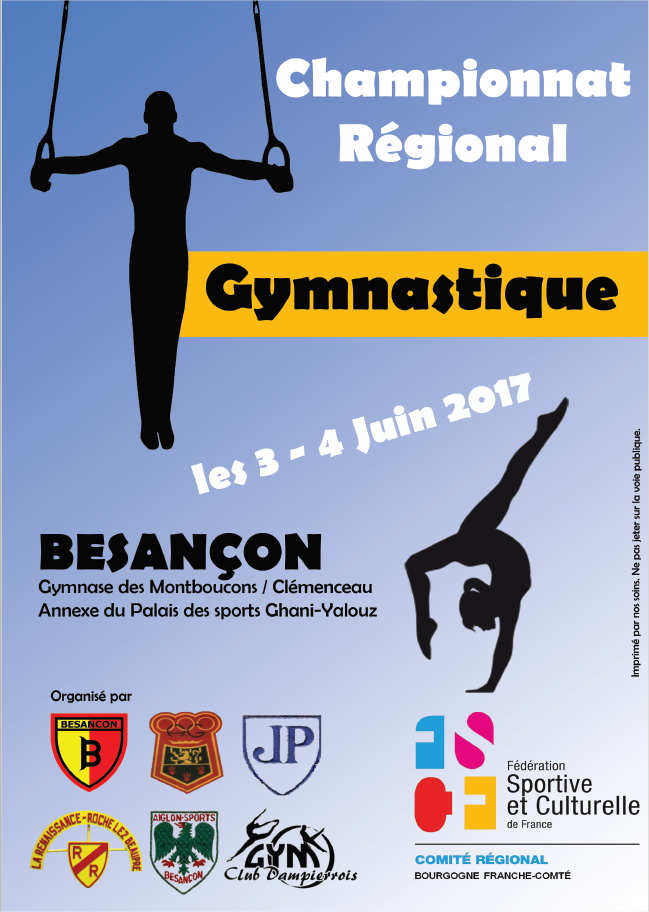 Championnat
Régional
Gymnastique
les 3 - 4 Juin 2017
BESANÇON
Gymnase des Montboucons / Clémenceau
Annexe du Palais des sports Ghani-Yalouz
Imprimé par nos soins. Ne pas jeter sur la voie publique.
Organisé par
BESANCON
B
JP
LA RENAISSANCE - ROCHE LEZ BEAUPRE
R R
AIGLON-SPORTS
BESANCON
GYM
Club Dampierrois
FSCF
Fédération
Sportive
et Culturelle
de France
COMITÉ RÉGIONAL
BOURGOGNE FRANCHE-COMTÉ